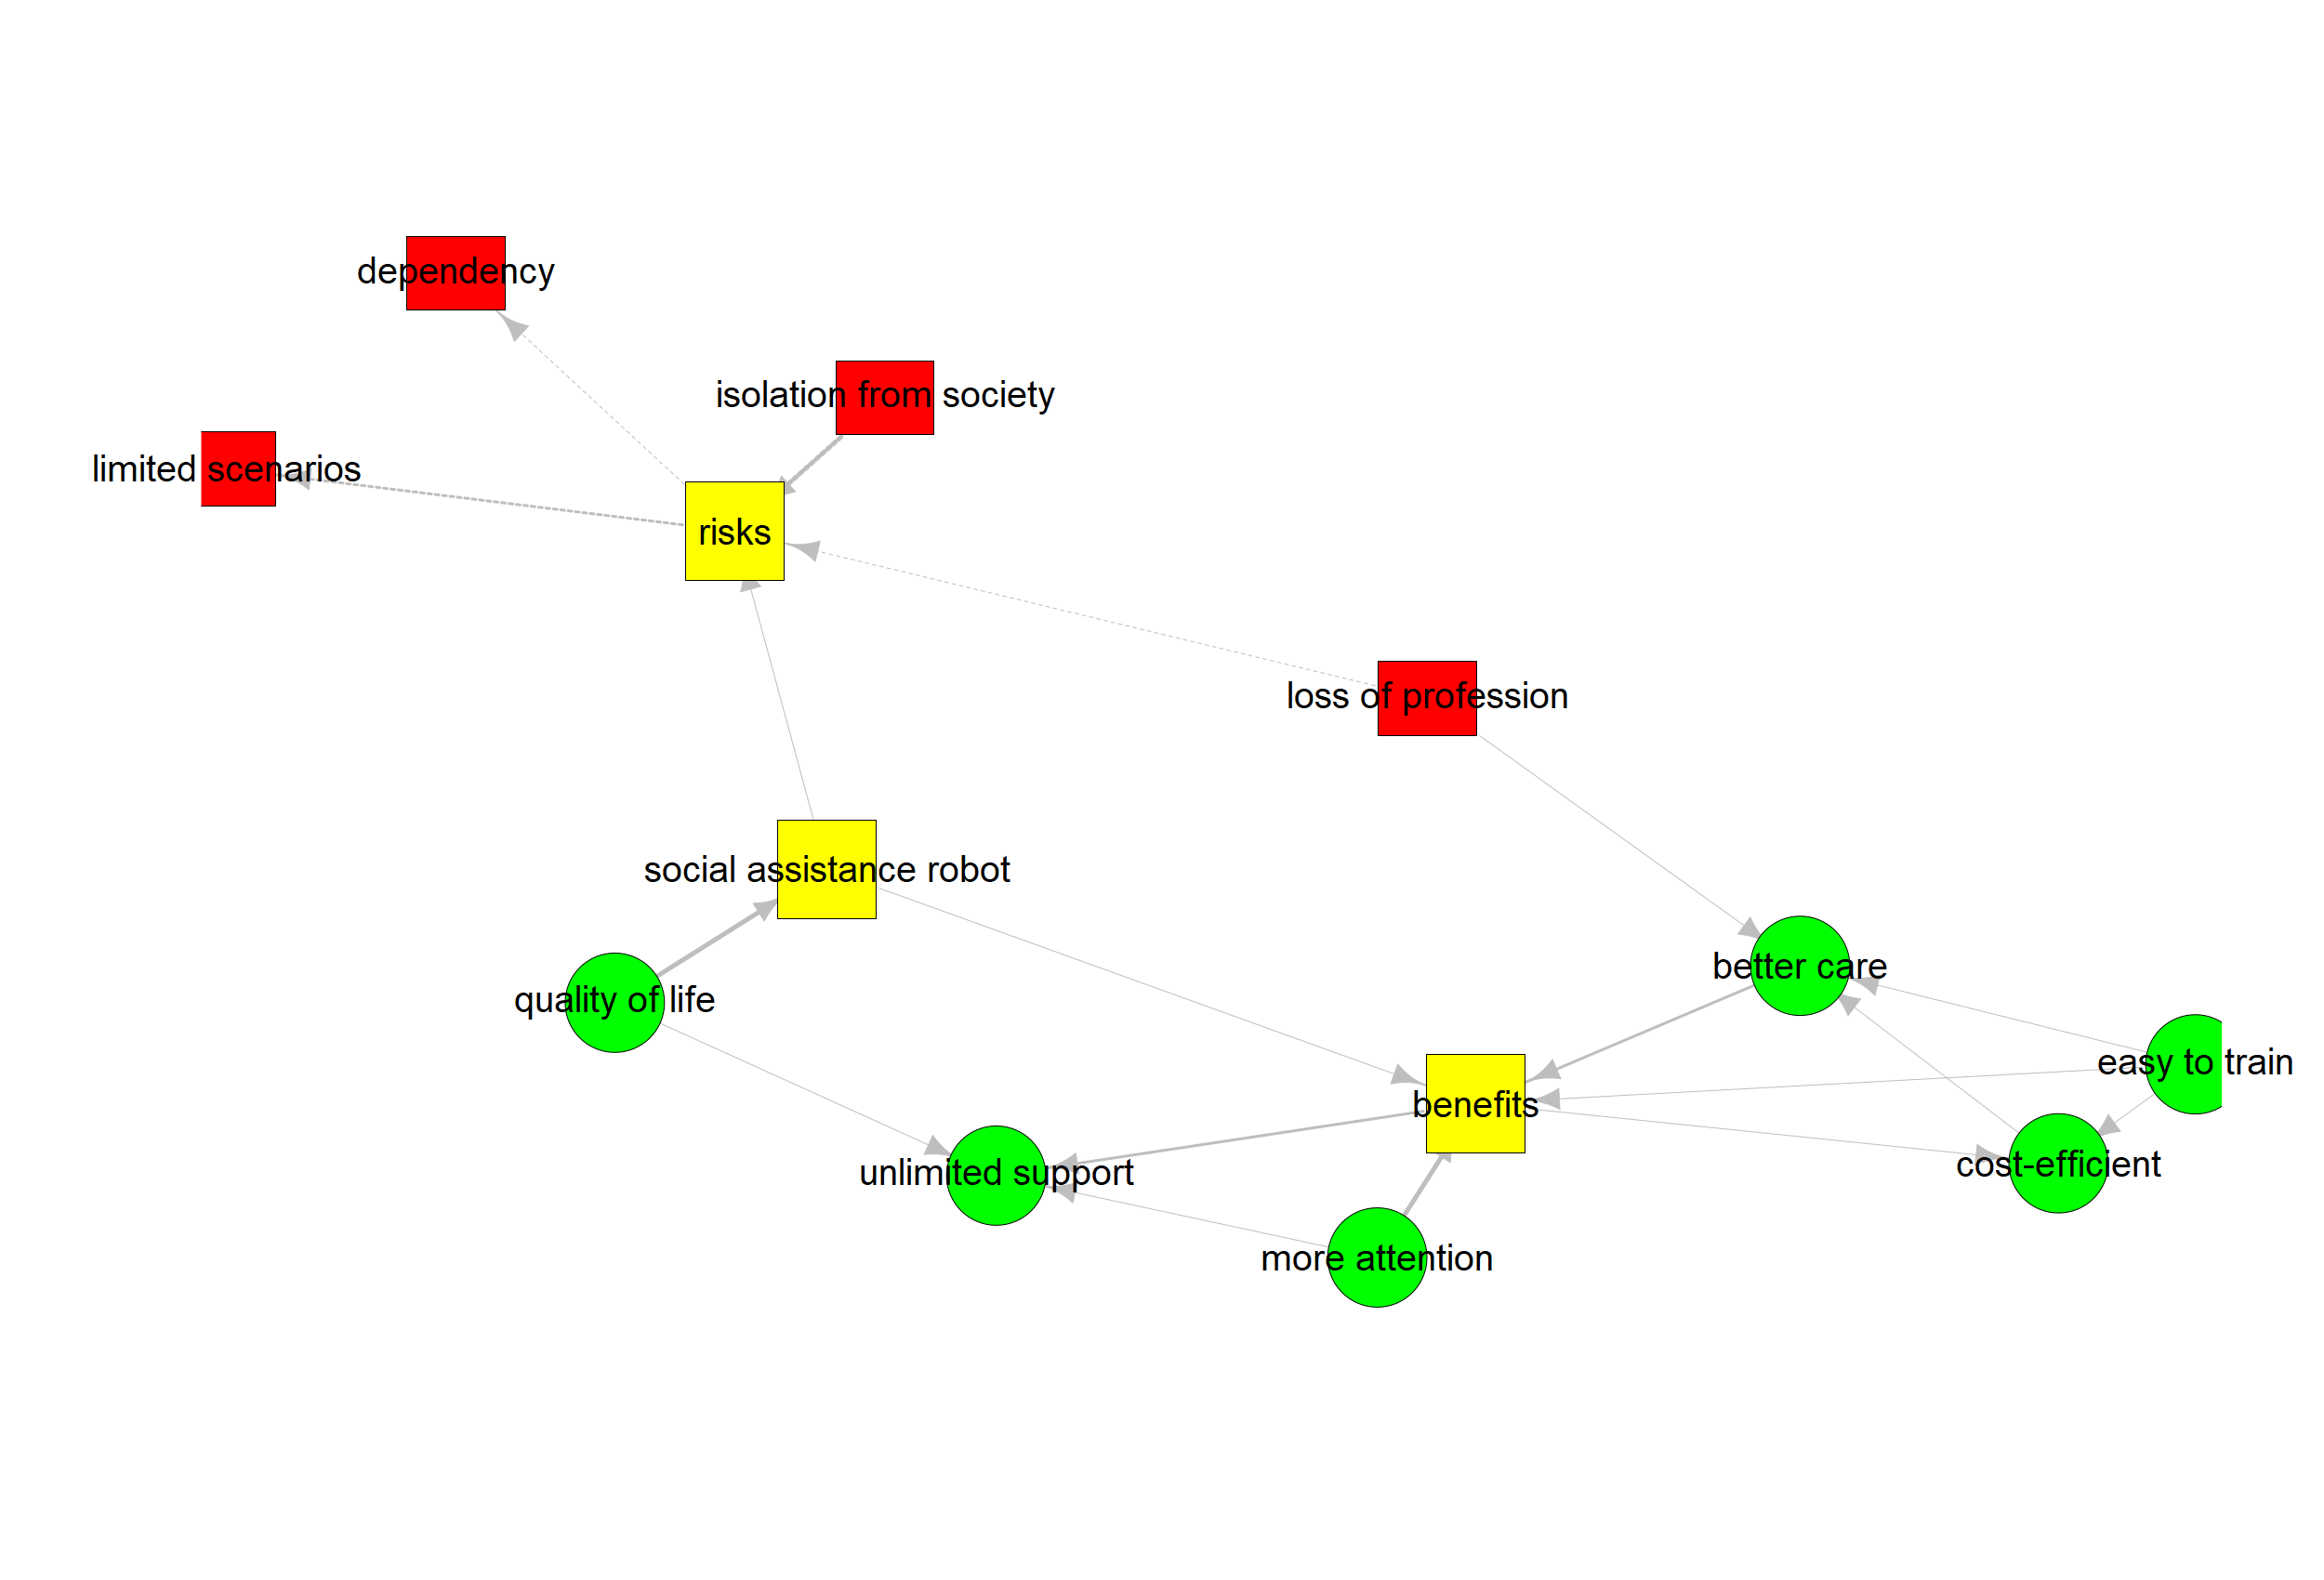 dependency
isolation from society
limited scenarios
risks
loss of profession
social assistance robot
better care
quality of life
easy to train
benefits
cost-efficient
unlimited support
more attention